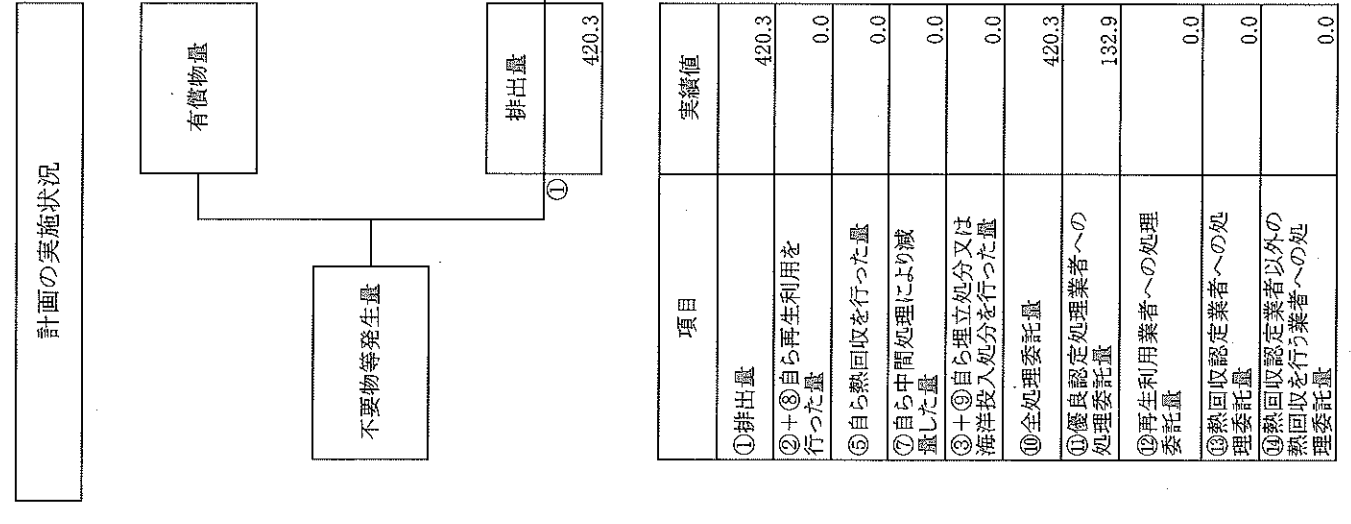 計画の実施状況
有償物量
不要物等発生量
①
排出量
420.3
項目
実績値
①排出量
420.3
②+⑧自ら再生利用を
行った量
0.0
⑤自ら熱回収を行った量
0.0
⑦自ら中間処理により減
量した量
0.0
③+⑨自ら埋立処分又は
海洋投入処分を行った量
0.0
⑩全処理委託量
420.3
⑪優良認定処理業者への
処理委託量
132.9
⑫再生利用業者への処理
委託量
0.0
⑬熱回収認定業者への処
理委託量
0.0
⑭熱回収認定業者以外の
熱回収を行う業者への処
理委託量
0.0